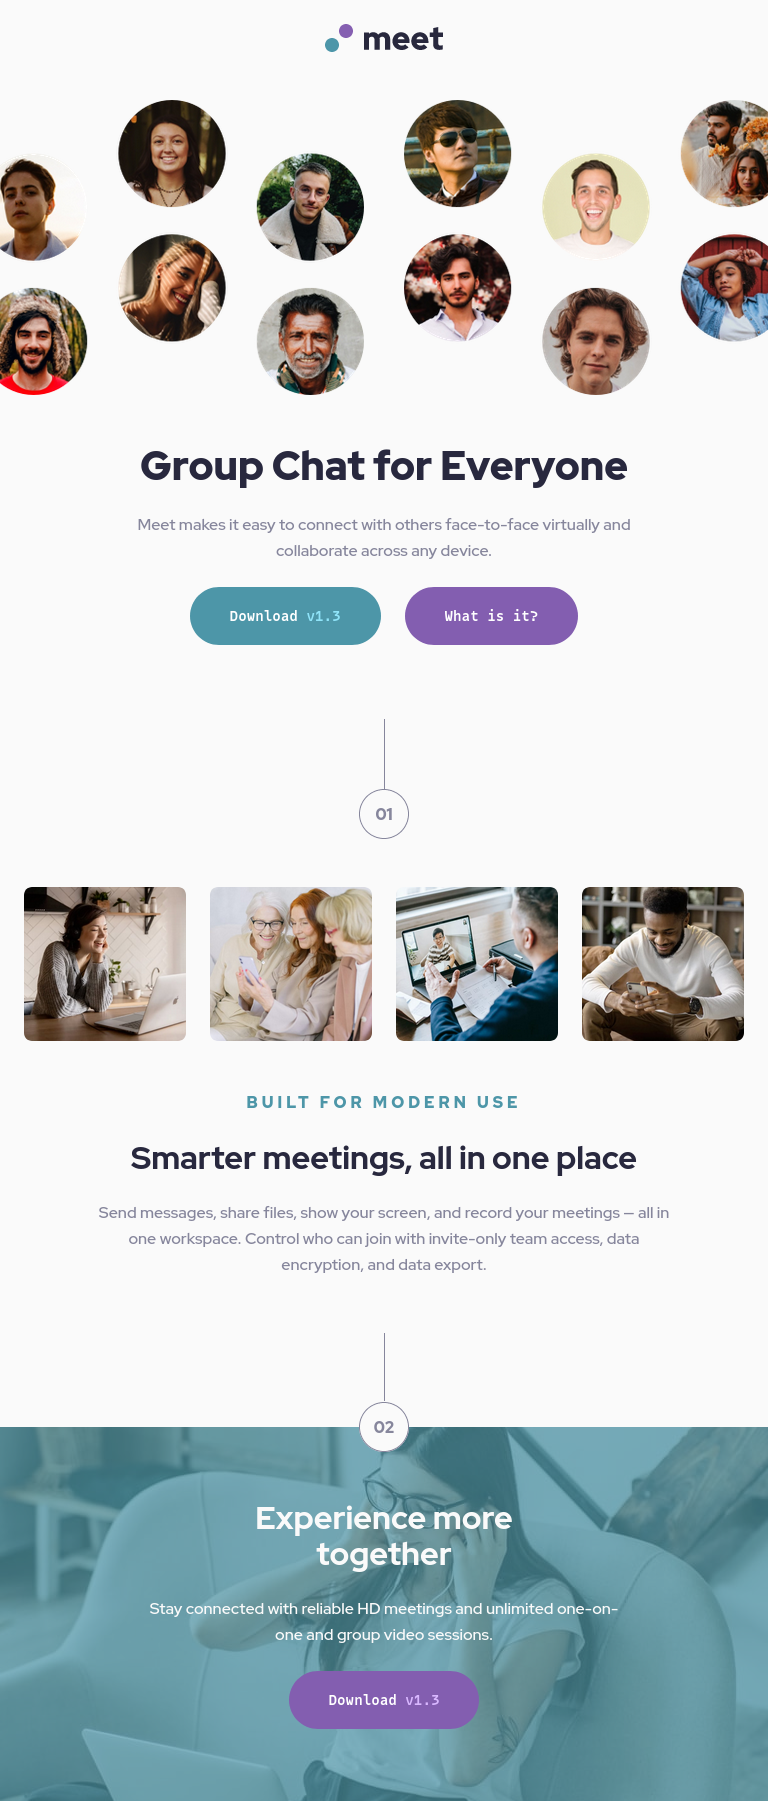 meet
Group Chat for Everyone
Meet makes it easy to connect with others face-to-face virtually and
collaborate across any device.
Download v1.3
What is it?
01
BUILT FOR MODERN USE
Smarter meetings, all in one place
Send messages, share files, show your screen, and record your meetings — all in
one workspace. Control who can join with invite-only team access, data
encryption, and data export.
02
Experience more
together
Stay connected with reliable HD meetings and unlimited one-on-
one and group video sessions.
Download v1.3